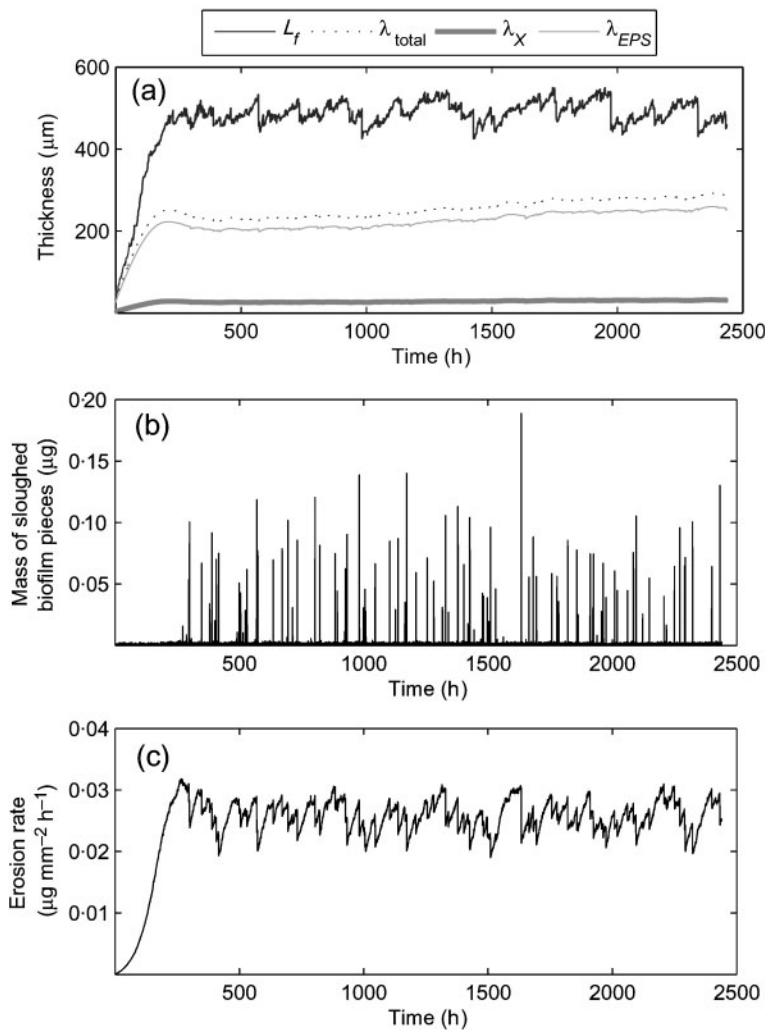 L_f λ_total λ_X λ_EPS
(a)
Thickness (μm)
600
400
200
500 1000 1500 2000 2500
Time (h)
(b)
Mass of sloughed
biofilm pieces (μg)
0·20
0·15
0·10
0·05
500 1000 1500 2000 2500
Time (h)
(c)
Erosion rate
(μg mm⁻² h⁻¹)
0·04
0·03
0·02
0·01
500 1000 1500 2000 2500
Time (h)